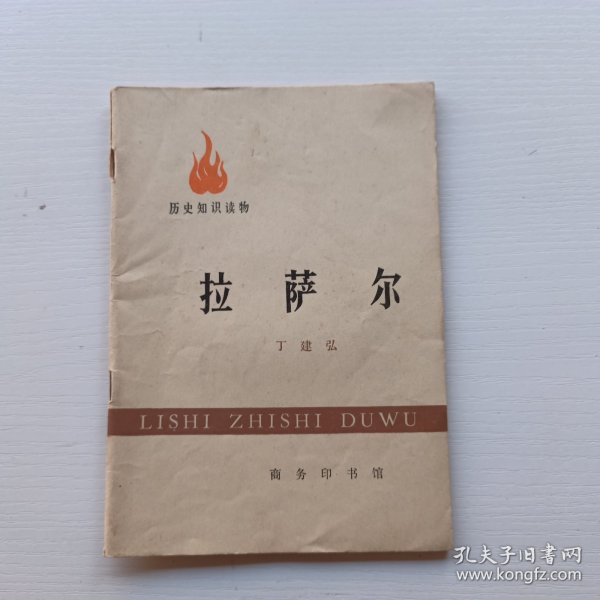 历史知识读物
拉萨尔
丁建弘
LISHI ZHISHI DUWU
商务印书馆
孔夫子旧书网
www.kongfz.com